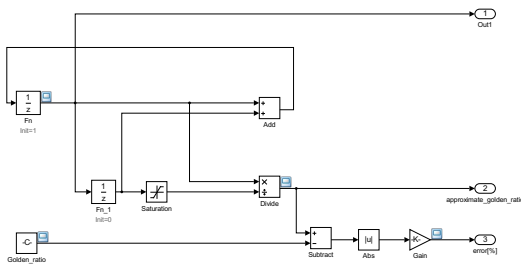 1
Out1
1
z
Fn
Init=1
+
+
Add
1
z
Fn_1
Init=0
Saturation
×
÷
Divide
2
approximate_golden_ratio
-C-
Golden_ratio
+
−
Subtract
|u|
Abs
-K-
Gain
3
error[%]